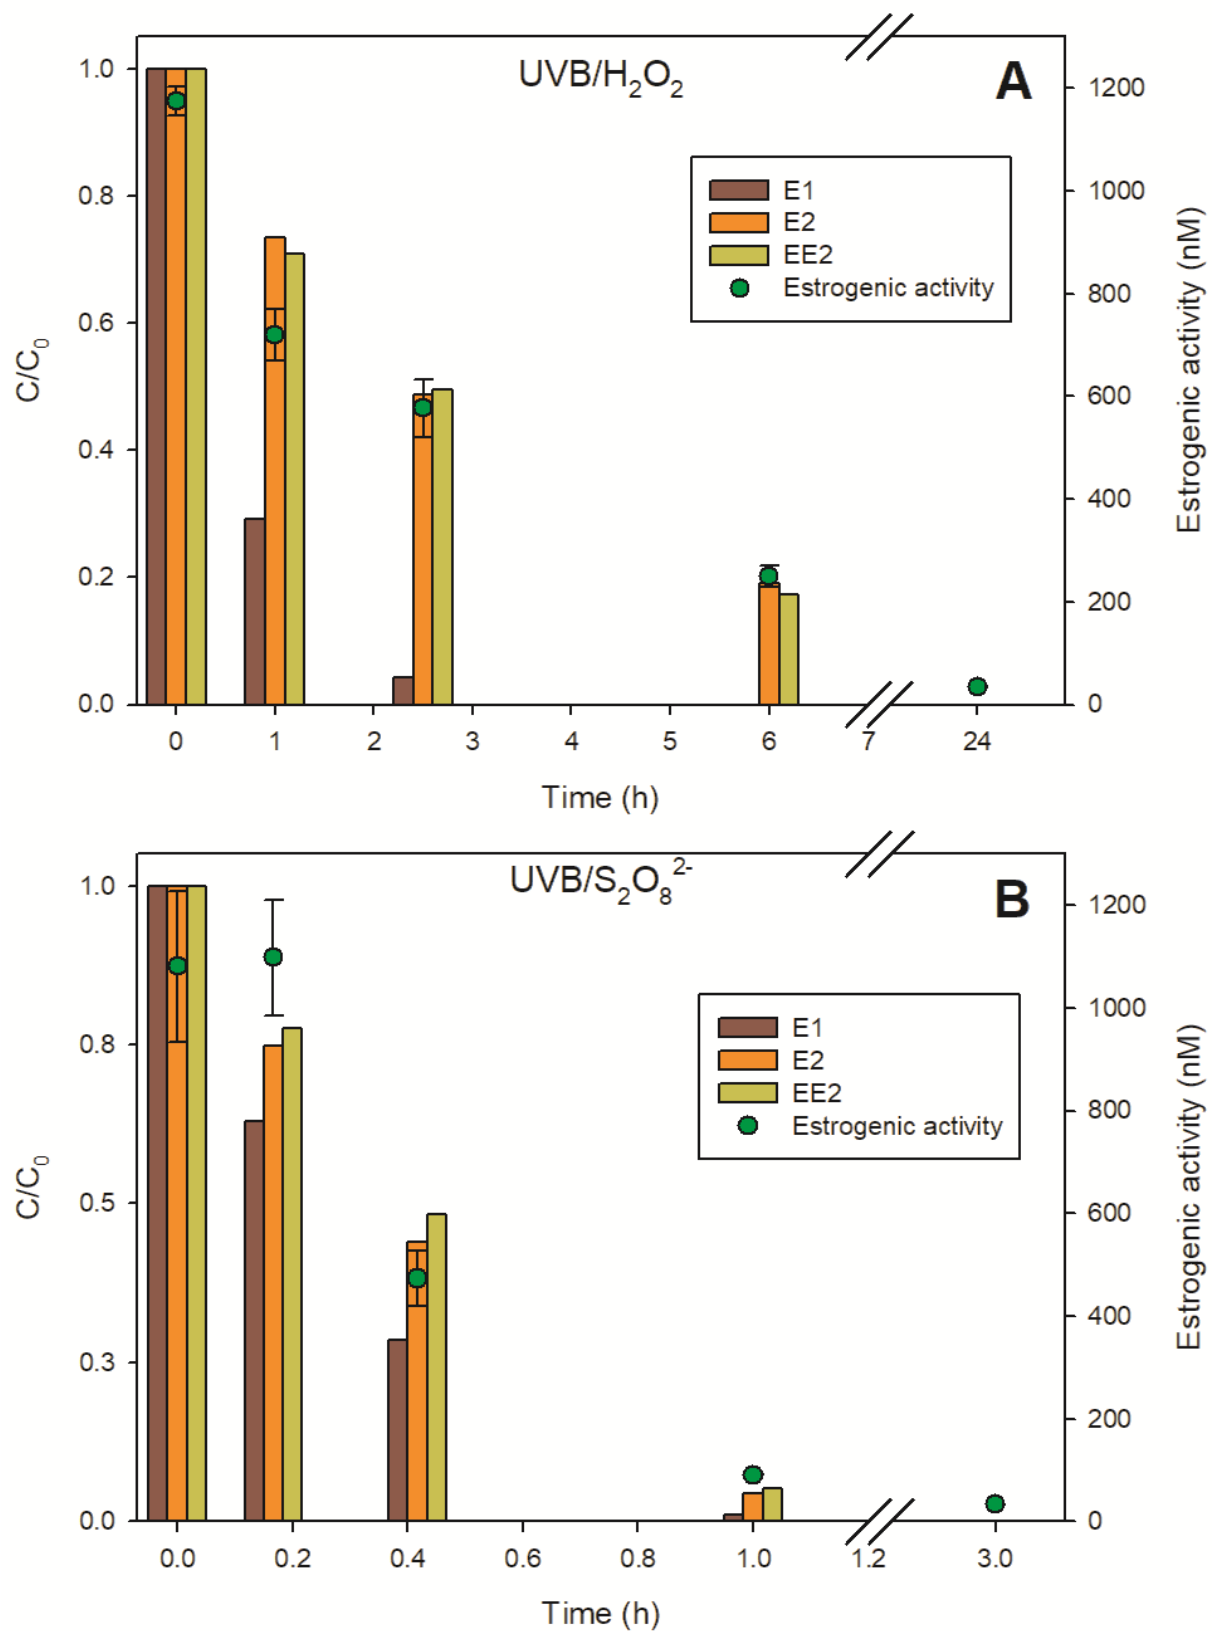 UVB/H₂O₂
A
1.0
0.8
0.6
0.4
0.2
0.0
C/C₀
1200
1000
800
600
400
200
0
Estrogenic activity (nM)
E1
E2
EE2
Estrogenic activity
0 1 2 3 4 5 6 7 24
Time (h)
UVB/S₂O₈²⁻
B
1.0
0.8
0.5
0.3
0.0
C/C₀
1200
1000
800
600
400
200
0
Estrogenic activity (nM)
E1
E2
EE2
Estrogenic activity
0.0 0.2 0.4 0.6 0.8 1.0 1.2 3.0
Time (h)